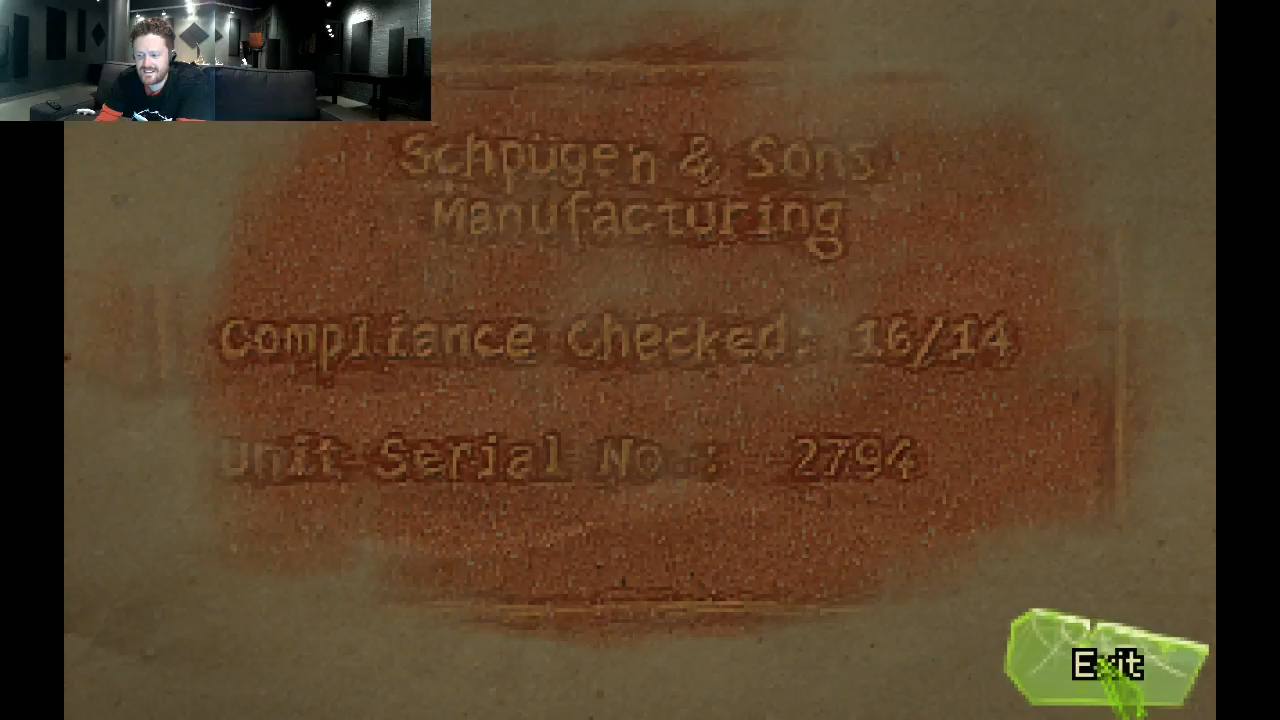 Schpügen & Sons
Manufacturing
Compliance Checked: 16/14
Unit Serial No.: 2794
Exit